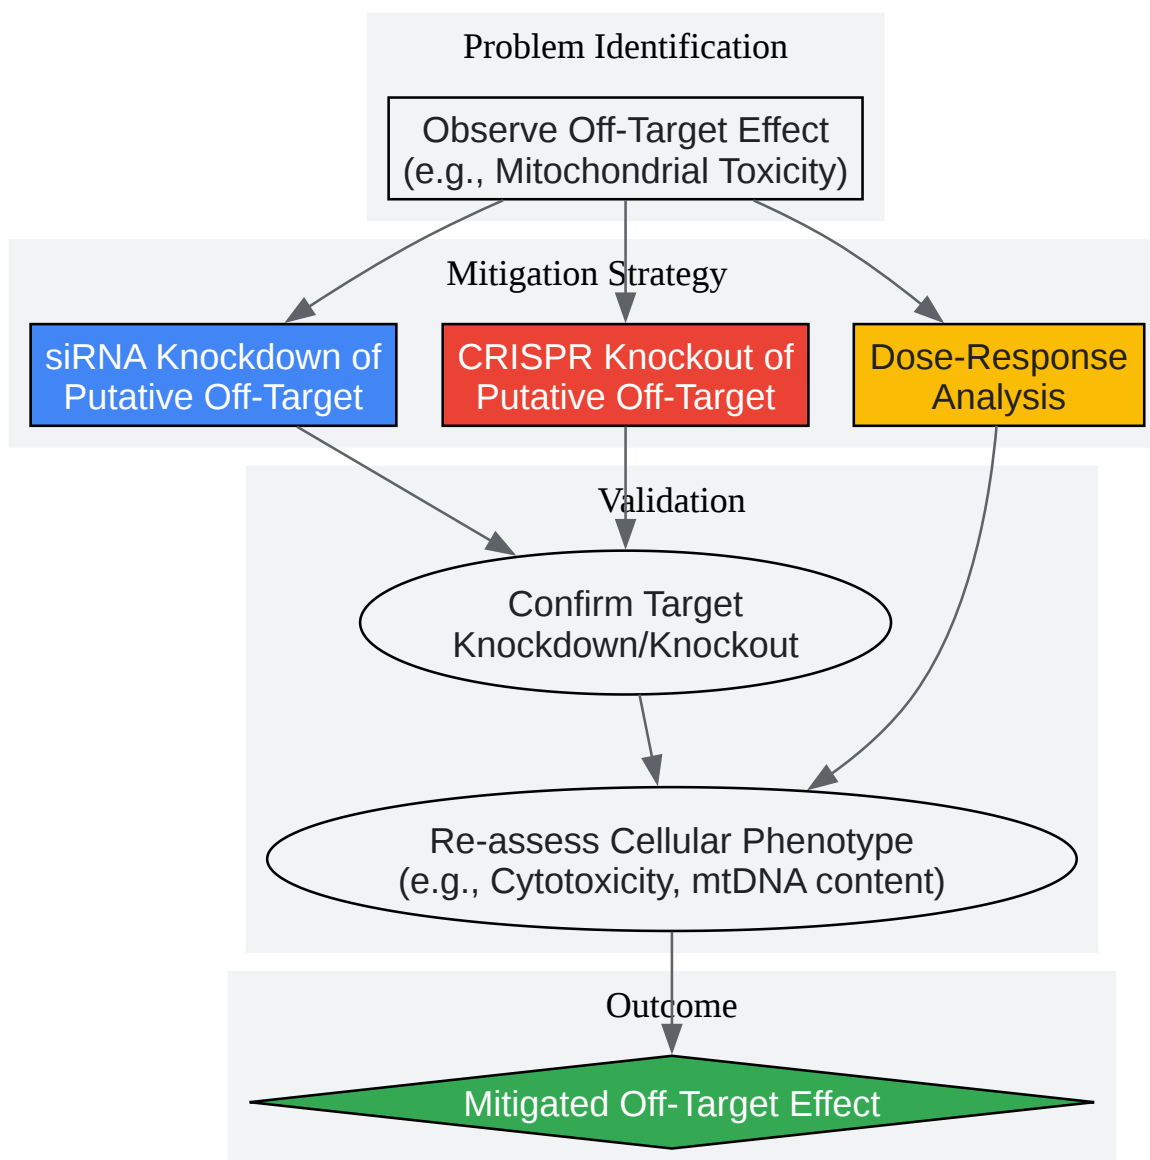 Problem Identification
Observe Off-Target Effect
(e.g., Mitochondrial Toxicity)
Mitigation Strategy
siRNA Knockdown of
Putative Off-Target
CRISPR Knockout of
Putative Off-Target
Dose-Response
Analysis
Validation
Confirm Target
Knockdown/Knockout
Re-assess Cellular Phenotype
(e.g., Cytotoxicity, mtDNA content)
Outcome
Mitigated Off-Target Effect